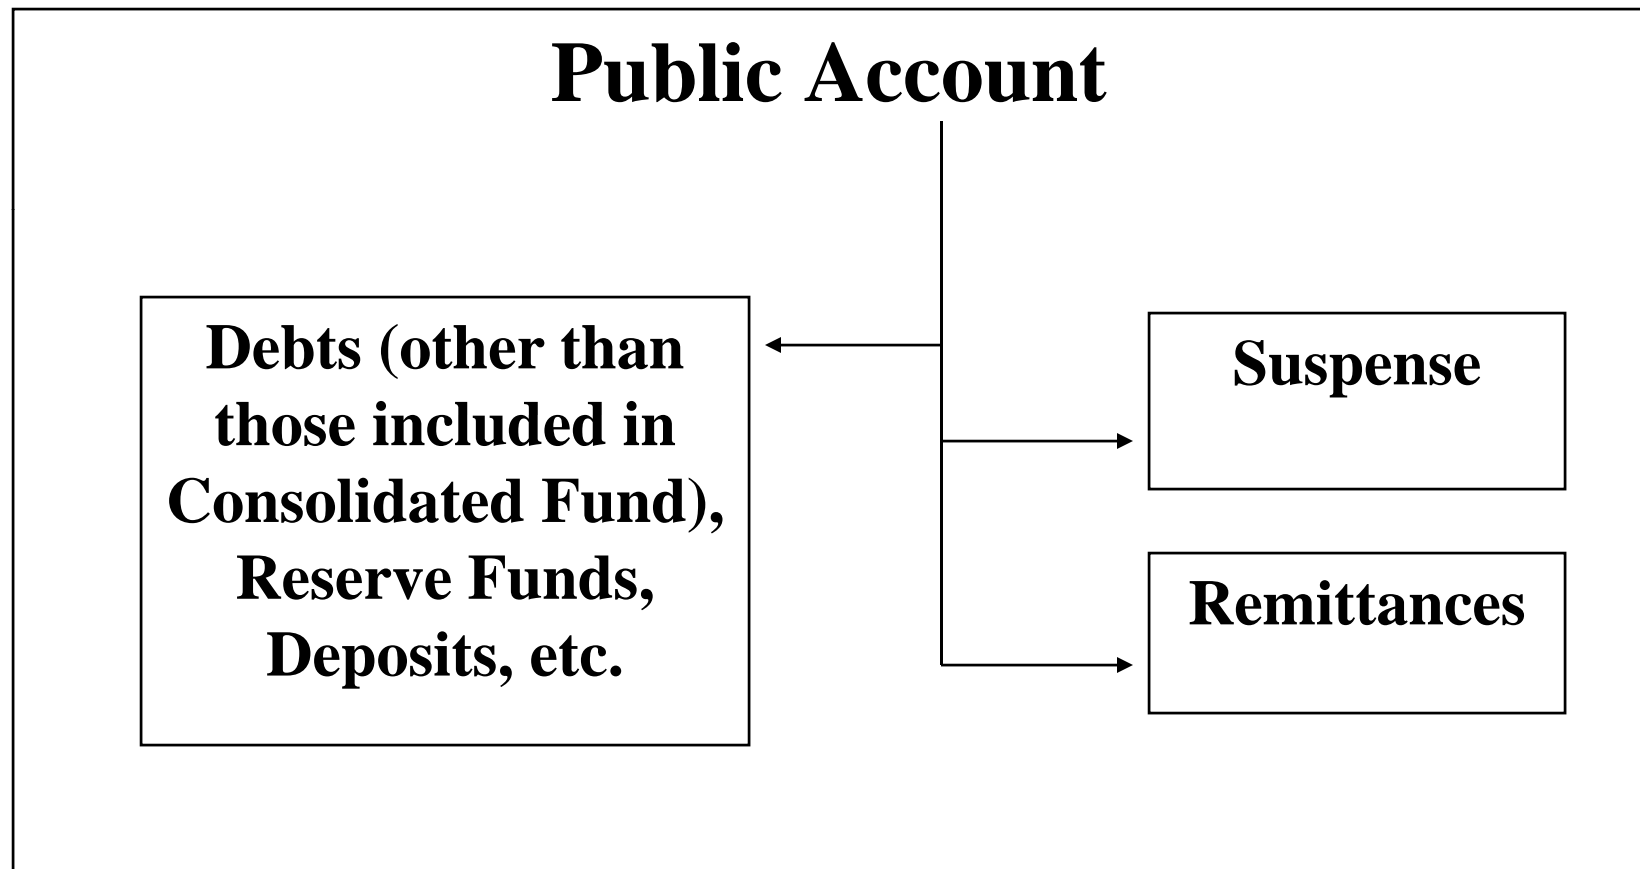 Public Account
Debts (other than
those included in
Consolidated Fund),
Reserve Funds,
Deposits, etc.
Suspense
Remittances